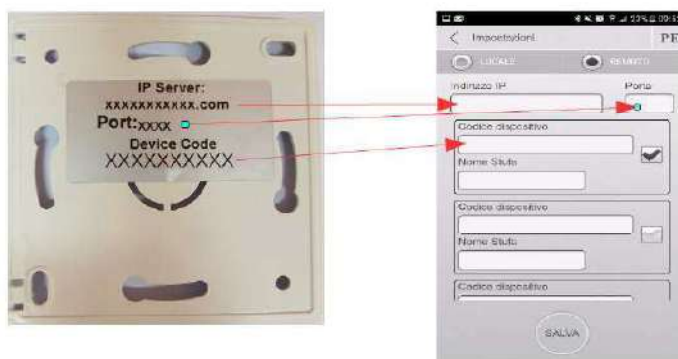 IP Server:
xxxxxxxxxxx.com
Port:xxxx
Device Code
XXXXXXXXXX
Impostazioni
PE
LOCALE
REMOTO
Indirizzo IP
Porta
Codice dispositivo
Nome Stufa
Codice dispositivo
Nome Stufa
Codice dispositivo
SALVA